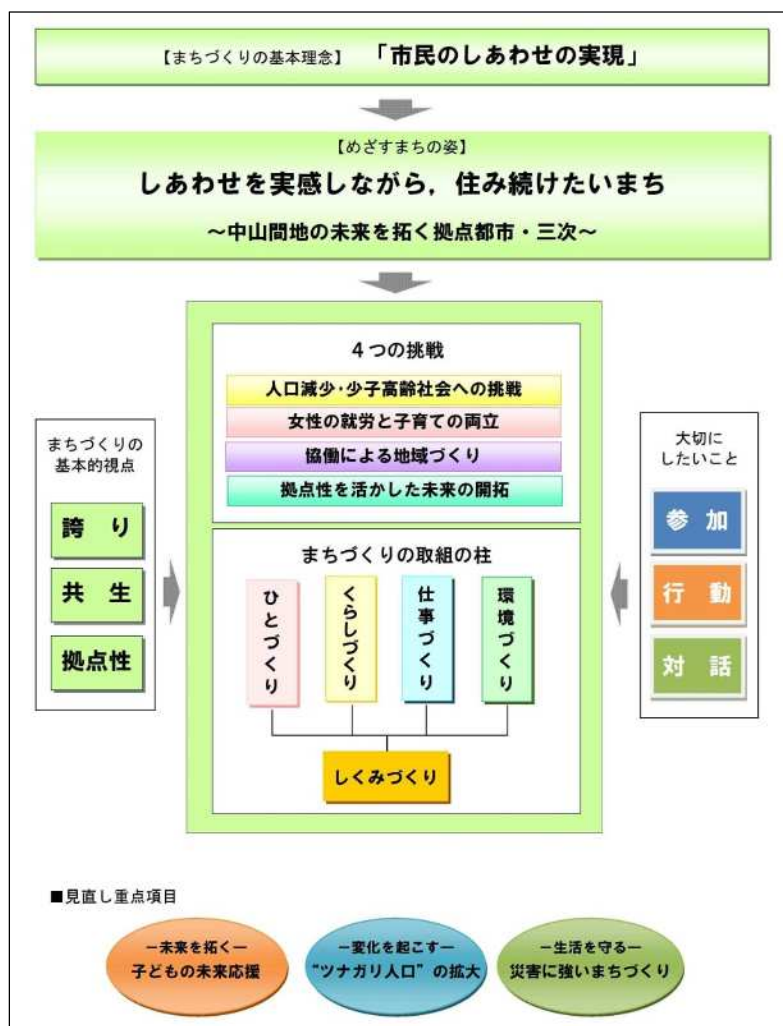 【まちづくりの基本理念】 「市民のしあわせの実現」
【めざすまちの姿】
しあわせを実感しながら，住み続けたいまち
～中山間地の未来を拓く拠点都市・三次～
まちづくりの
基本的視点
誇り
共生
拠点性
4つの挑戦
人口減少・少子高齢社会への挑戦
女性の就労と子育ての両立
協働による地域づくり
拠点性を活かした未来の開拓
まちづくりの取組の柱
ひとづくり
くらしづくり
仕事づくり
環境づくり
しくみづくり
大切に
したいこと
参加
行動
対話
■見直し重点項目
－未来を拓く－
子どもの未来応援
－変化を起こす－
“ツナガリ人口”の拡大
－生活を守る－
災害に強いまちづくり